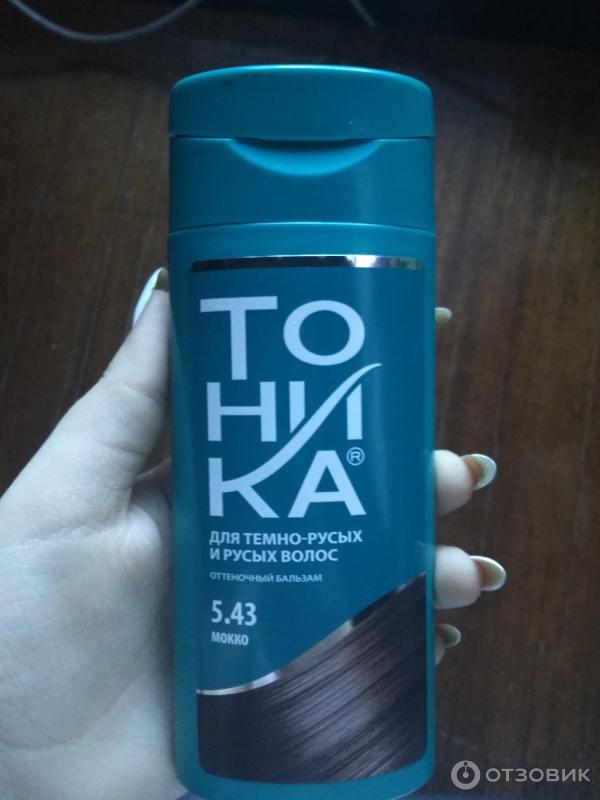 ТО
НИ
КА®
ДЛЯ ТЕМНО-РУСЫХ
И РУСЫХ ВОЛОС
ОТТЕНОЧНЫЙ БАЛЬЗАМ
5.43
МОККО
ОТЗОВИК